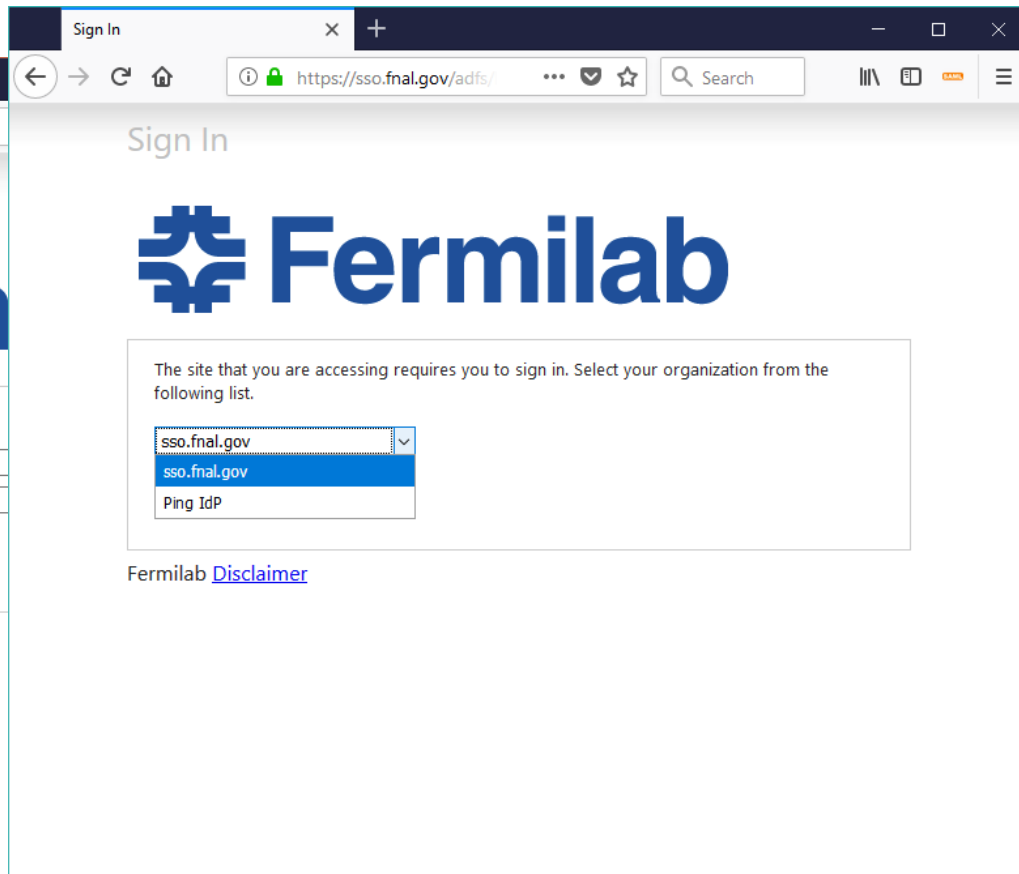 Sign In
https://sso.fnal.gov/adfs/
Search
SAML
Sign In
Fermilab
The site that you are accessing requires you to sign in. Select your organization from the
following list.
sso.fnal.gov
sso.fnal.gov
Ping IdP
Fermilab Disclaimer